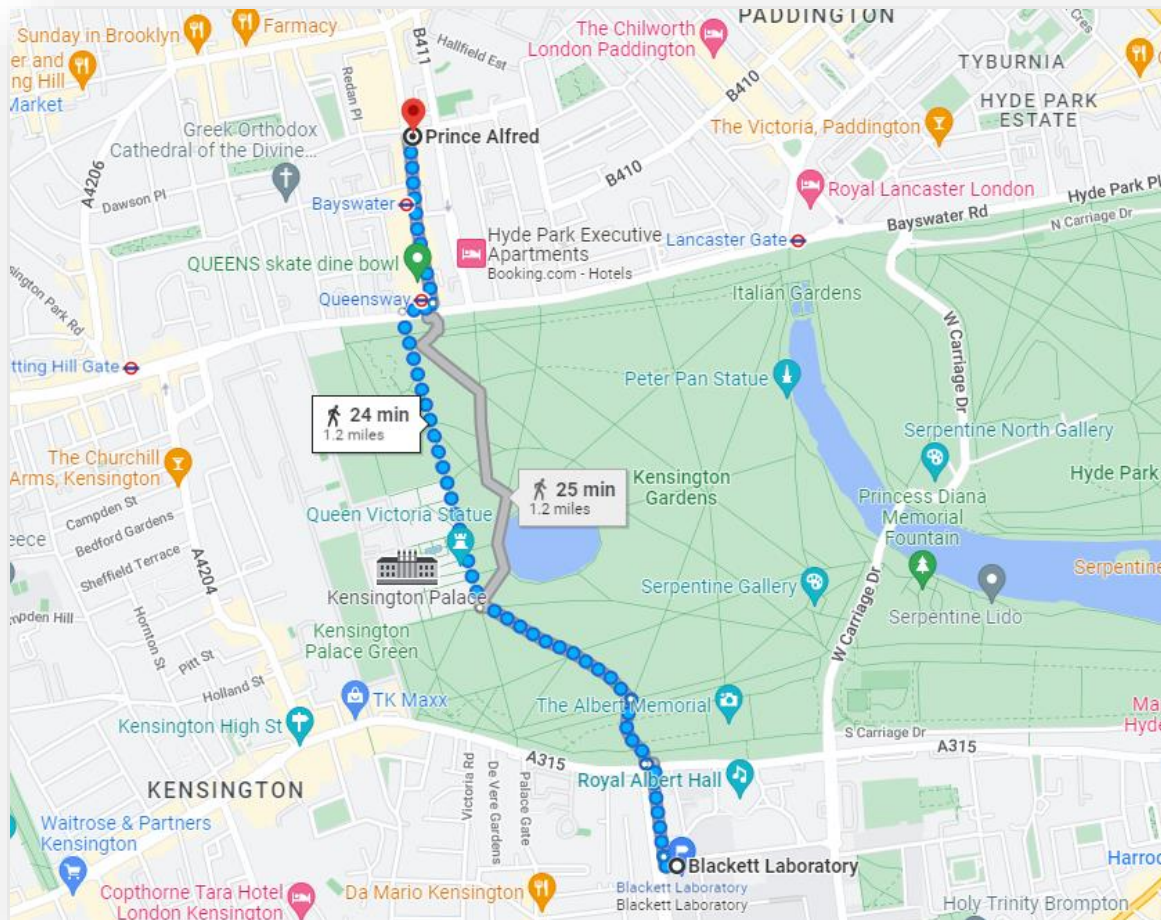 Sunday in Brooklyn
Farmacy
B411
Hallfield Est
The Chilworth
London Paddington
PADDINGTON
TYBURNIA
er and
ng Hill
Market
Redan Pl
B410
HYDE PARK
ESTATE
Prince Alfred
Greek Orthodox
Cathedral of the Divine...
The Victoria, Paddington
A4206
Dawson Pl
B410
Royal Lancaster London
Hyde Park Pl
Bayswater
Bayswater Rd
N Carriage Dr
Hyde Park Executive
Apartments
Booking.com - Hotels
Lancaster Gate
QUEENS skate dine bowl
Queensway
Italian Gardens
sington Park Rd
W Carriage Dr
tting Hill Gate
Peter Pan Statue
24 min
1.2 miles
Serpentine North Gallery
The Churchill
Arms, Kensington
Kensington
Gardens
Hyde Park
25 min
1.2 miles
Campden St
Bedford Gardens
Queen Victoria Statue
Princess Diana
Memorial
Fountain
eece
Sheffield Terrace
A4204
Serpentine
Serpentine Gallery
Kensington Palace
W Carriage Dr
Serpentine Lido
mpden Hill
Hornton St
Kensington
Palace Green
Pitt St
Holland St
TK Maxx
The Albert Memorial
Ma
Hyde
Kensington High St
S Carriage Dr
A315
A315
Victoria Rd
De Vere Gardens
Palace Gate
Royal Albert Hall
KENSINGTON
Waitrose & Partners
Kensington
Blackett Laboratory
Harroc
Blackett Laboratory
Blackett Laboratory
Copthorne Tara Hotel
London Kensington
Da Mario Kensington
Holy Trinity Brompton